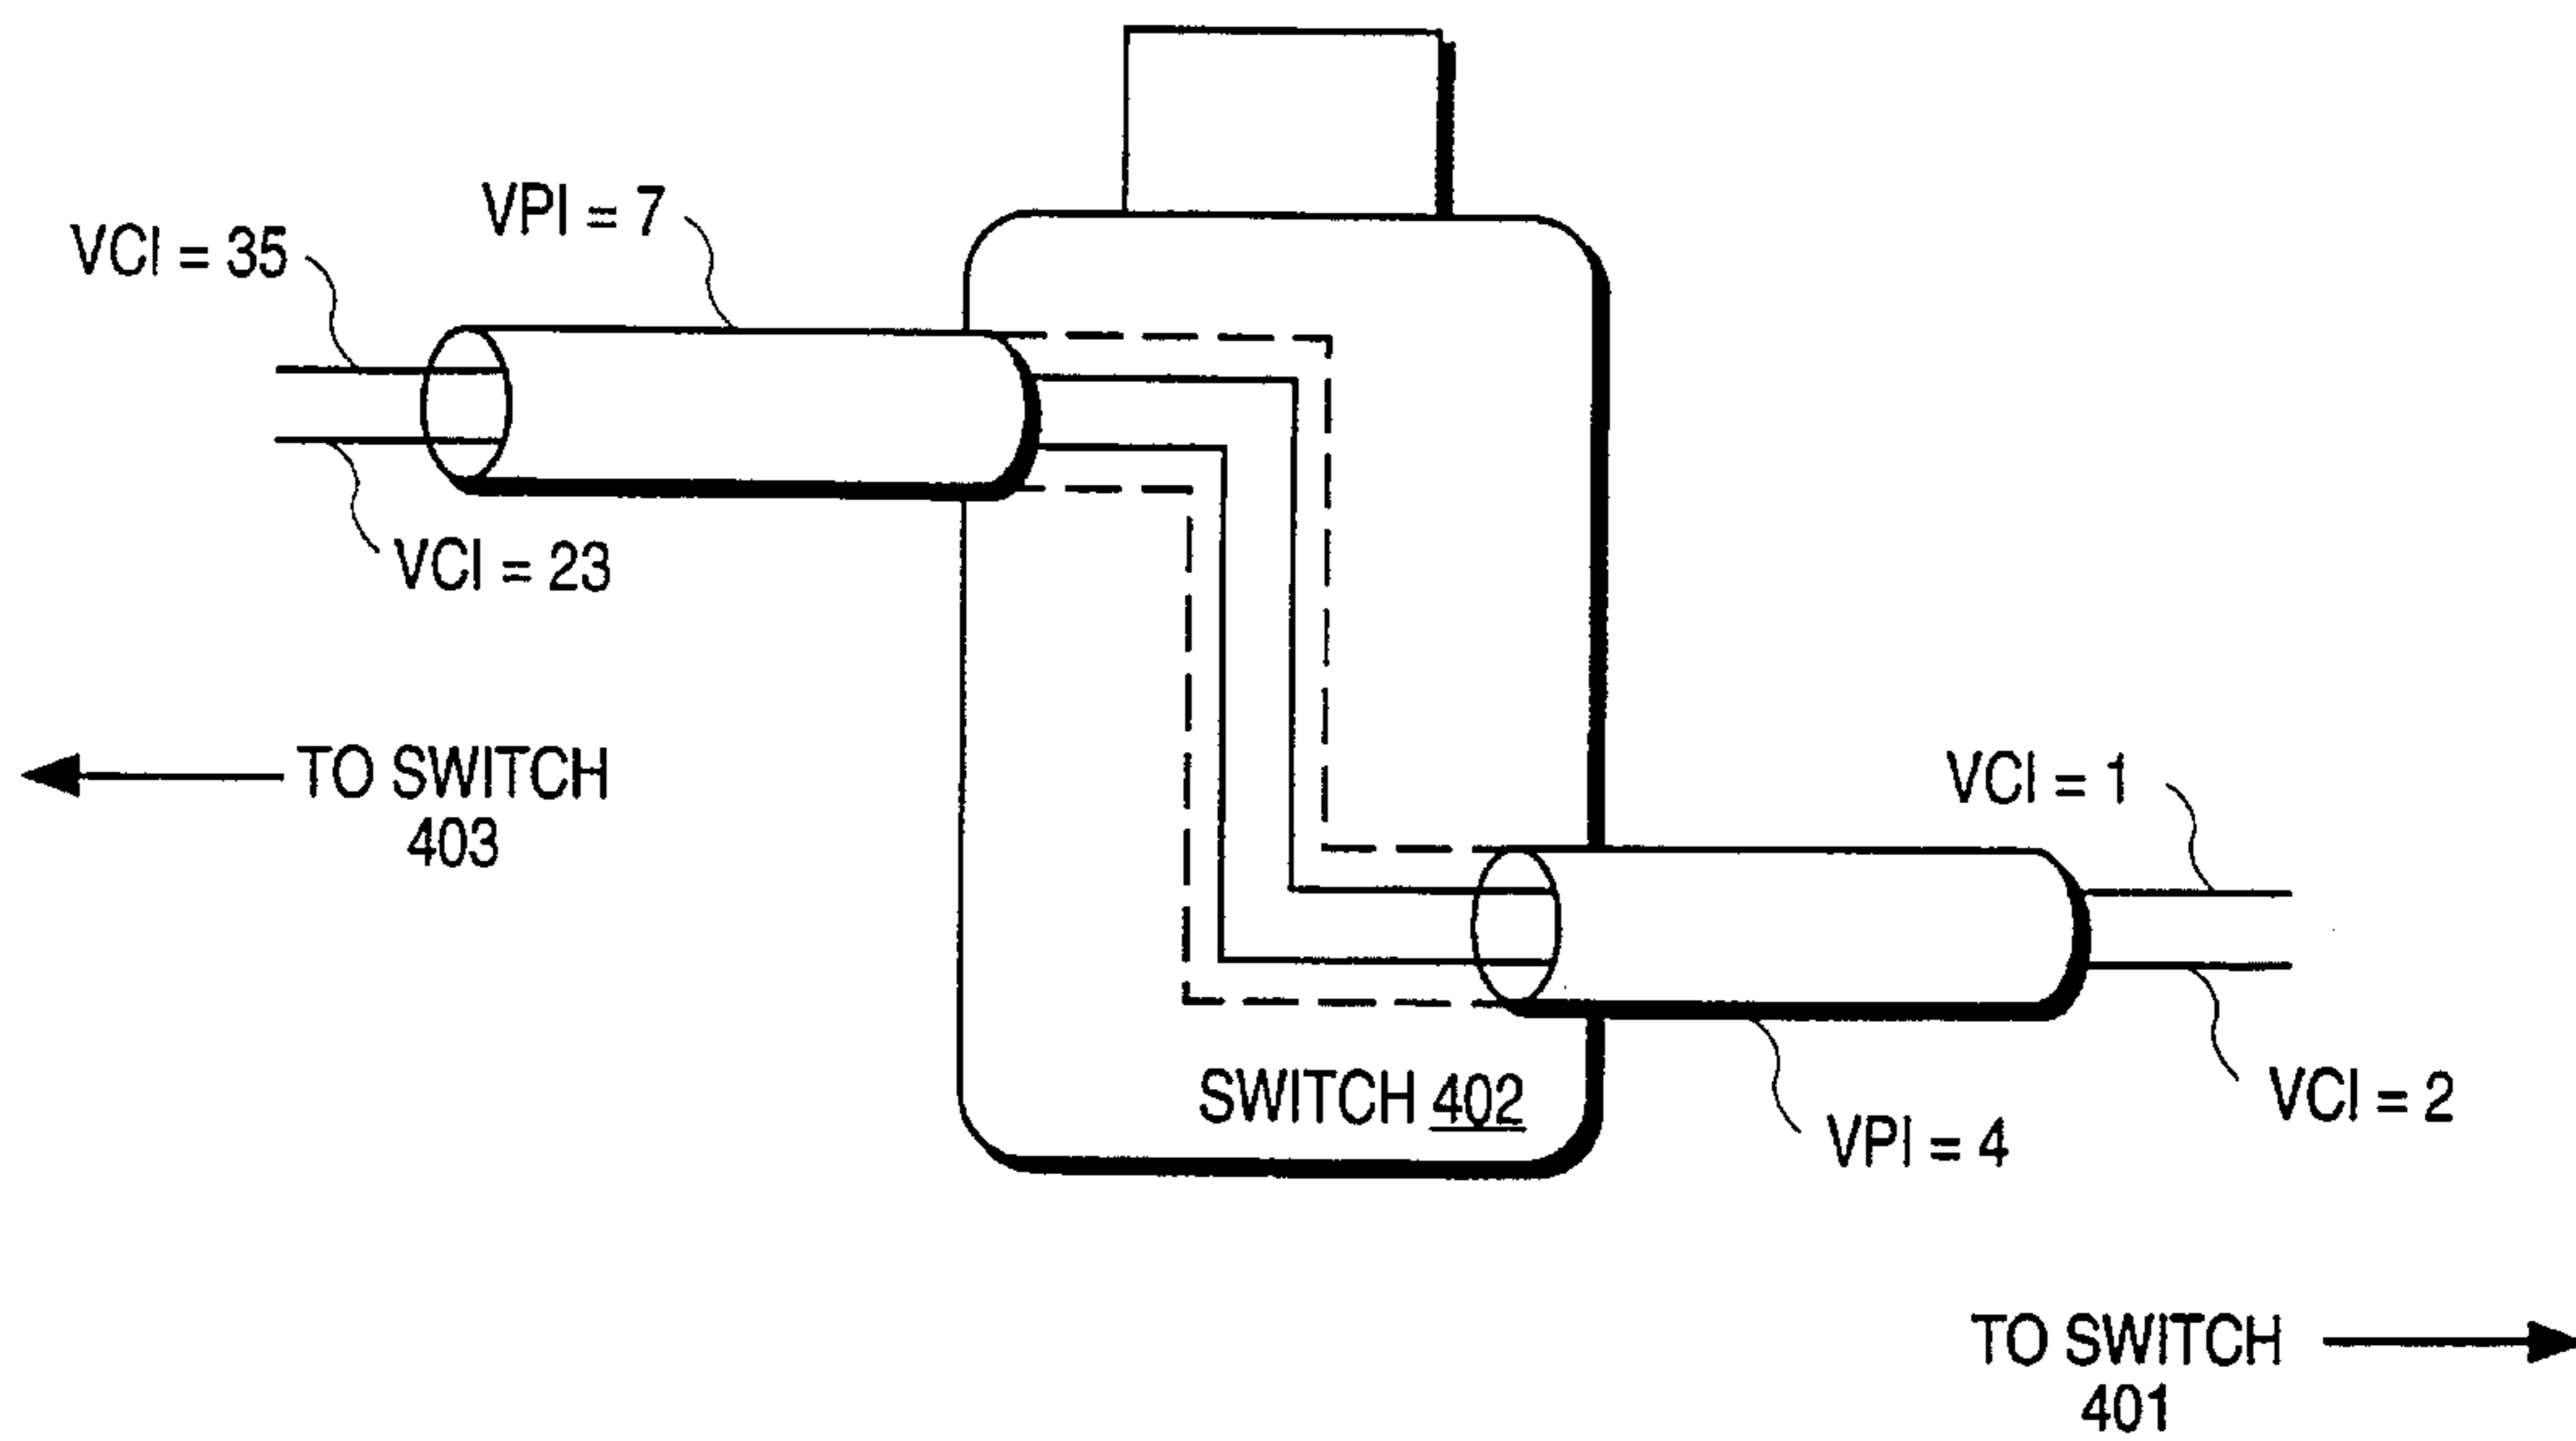 VPI = 7
VCI = 35
VCI = 23
TO SWITCH
403
VCI = 1
SWITCH 402
VCI = 2
VPI = 4
TO SWITCH
401